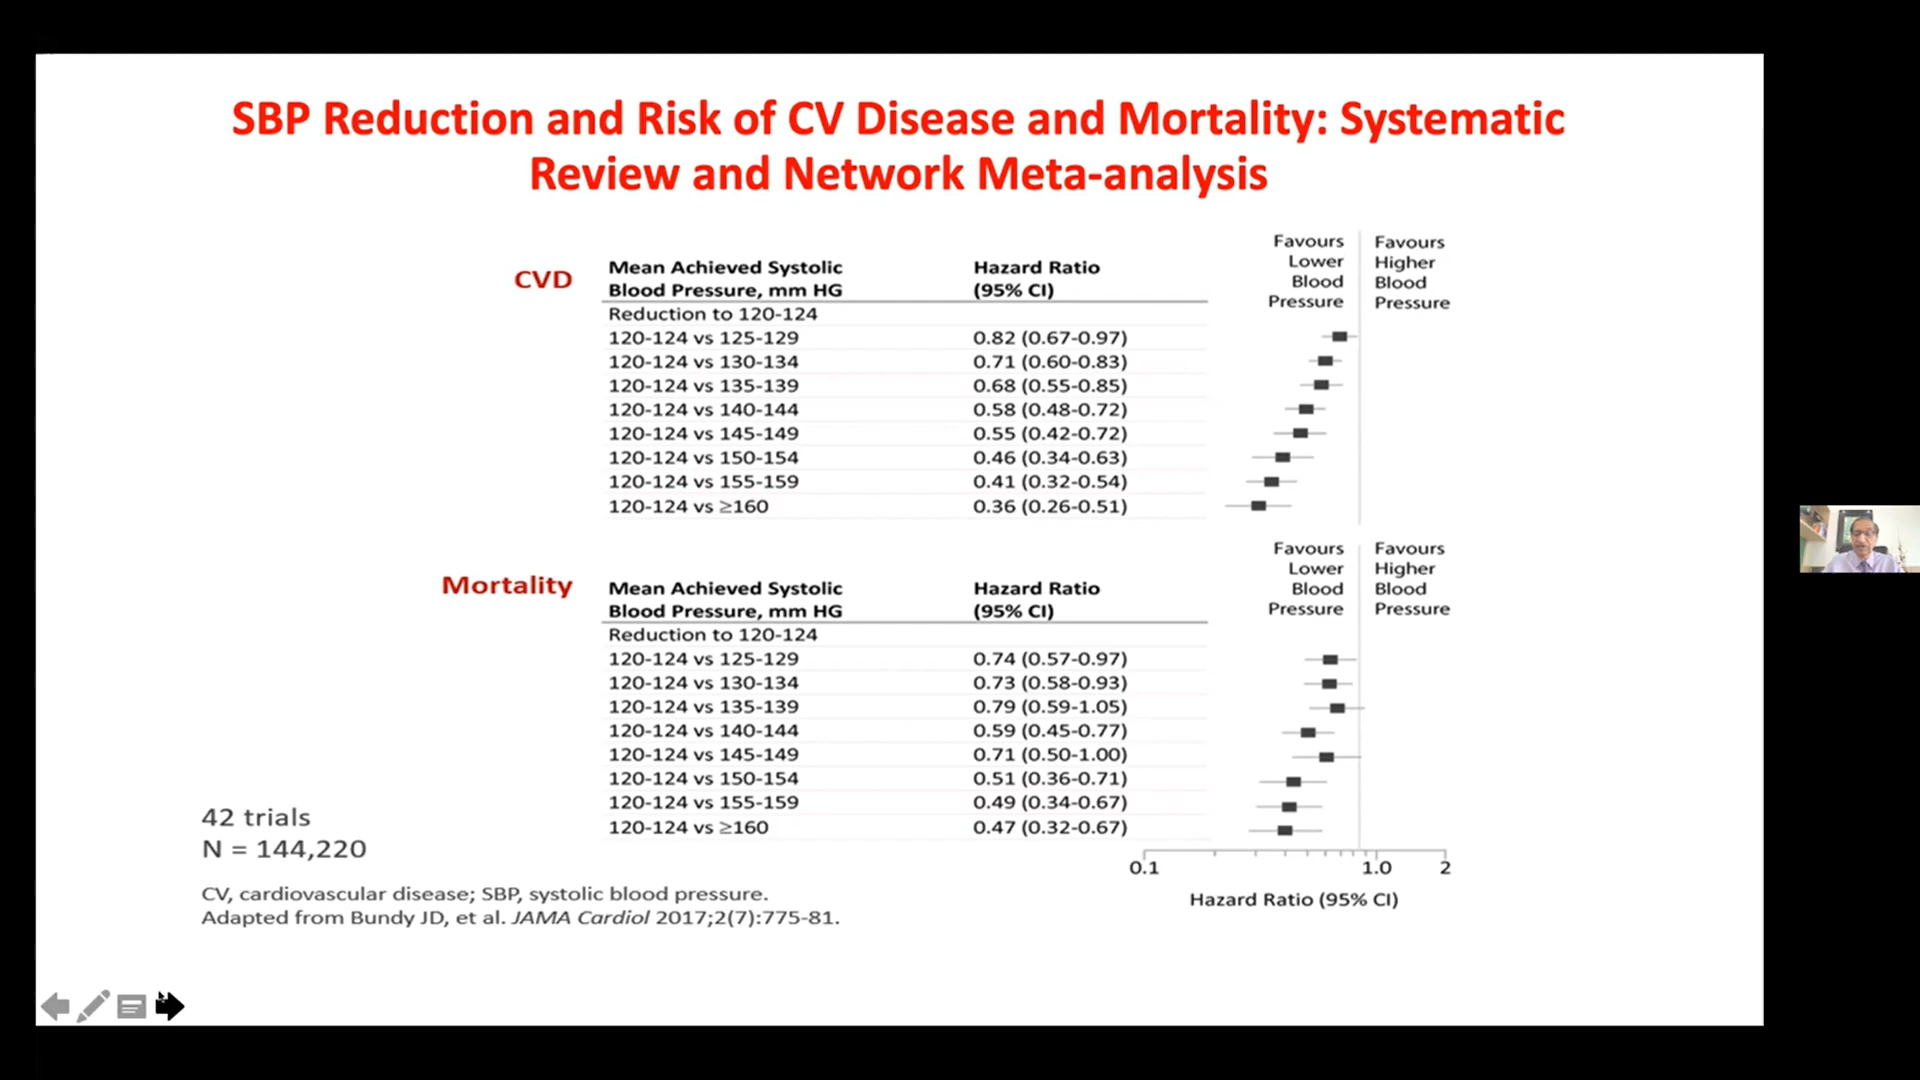 SBP Reduction and Risk of CV Disease and Mortality: Systematic
Review and Network Meta-analysis
CVD
Mean Achieved Systolic
Blood Pressure, mm HG
Hazard Ratio
(95% CI)
Favours
Lower
Blood
Pressure
Favours
Higher
Blood
Pressure
Reduction to 120-124
120-124 vs 125-129 0.82 (0.67-0.97)
120-124 vs 130-134 0.71 (0.60-0.83)
120-124 vs 135-139 0.68 (0.55-0.85)
120-124 vs 140-144 0.58 (0.48-0.72)
120-124 vs 145-149 0.55 (0.42-0.72)
120-124 vs 150-154 0.46 (0.34-0.63)
120-124 vs 155-159 0.41 (0.32-0.54)
120-124 vs ≥160 0.36 (0.26-0.51)
Mortality
Mean Achieved Systolic
Blood Pressure, mm HG
Hazard Ratio
(95% CI)
Favours
Lower
Blood
Pressure
Favours
Higher
Blood
Pressure
Reduction to 120-124
120-124 vs 125-129 0.74 (0.57-0.97)
120-124 vs 130-134 0.73 (0.58-0.93)
120-124 vs 135-139 0.79 (0.59-1.05)
120-124 vs 140-144 0.59 (0.45-0.77)
120-124 vs 145-149 0.71 (0.50-1.00)
120-124 vs 150-154 0.51 (0.36-0.71)
120-124 vs 155-159 0.49 (0.34-0.67)
120-124 vs ≥160 0.47 (0.32-0.67)
0.1 1.0 2
Hazard Ratio (95% CI)
42 trials
N = 144,220
CV, cardiovascular disease; SBP, systolic blood pressure.
Adapted from Bundy JD, et al. JAMA Cardiol 2017;2(7):775-81.